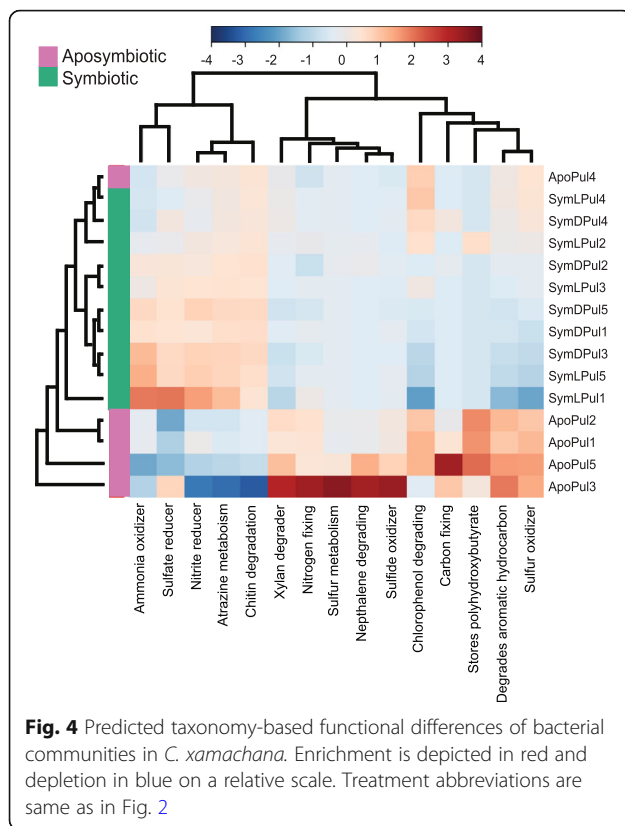 -4 -3 -2 -1 0 1 2 3 4
Aposymbiotic
Symbiotic
ApoPul4
SymLPul4
SymDPul4
SymLPul2
SymDPul2
SymLPul3
SymDPul5
SymDPul1
SymDPul3
SymLPul5
SymLPul1
ApoPul2
ApoPul1
ApoPul5
ApoPul3
Ammonia oxidizer
Sulfate reducer
Nitrite reducer
Atrazine metaboism
Chitin degradation
Xylan degrader
Nitrogen fixing
Sulfur metabolism
Nepthalene degrading
Sulfide oxidizer
Chlorophenol degrading
Carbon fixing
Stores polyhydroxybutyrate
Degrades aromatic hydrocarbon
Sulfur oxidizer
Fig. 4 Predicted taxonomy-based functional differences of bacterial
communities in C. xamachana. Enrichment is depicted in red and
depletion in blue on a relative scale. Treatment abbreviations are
same as in Fig. 2